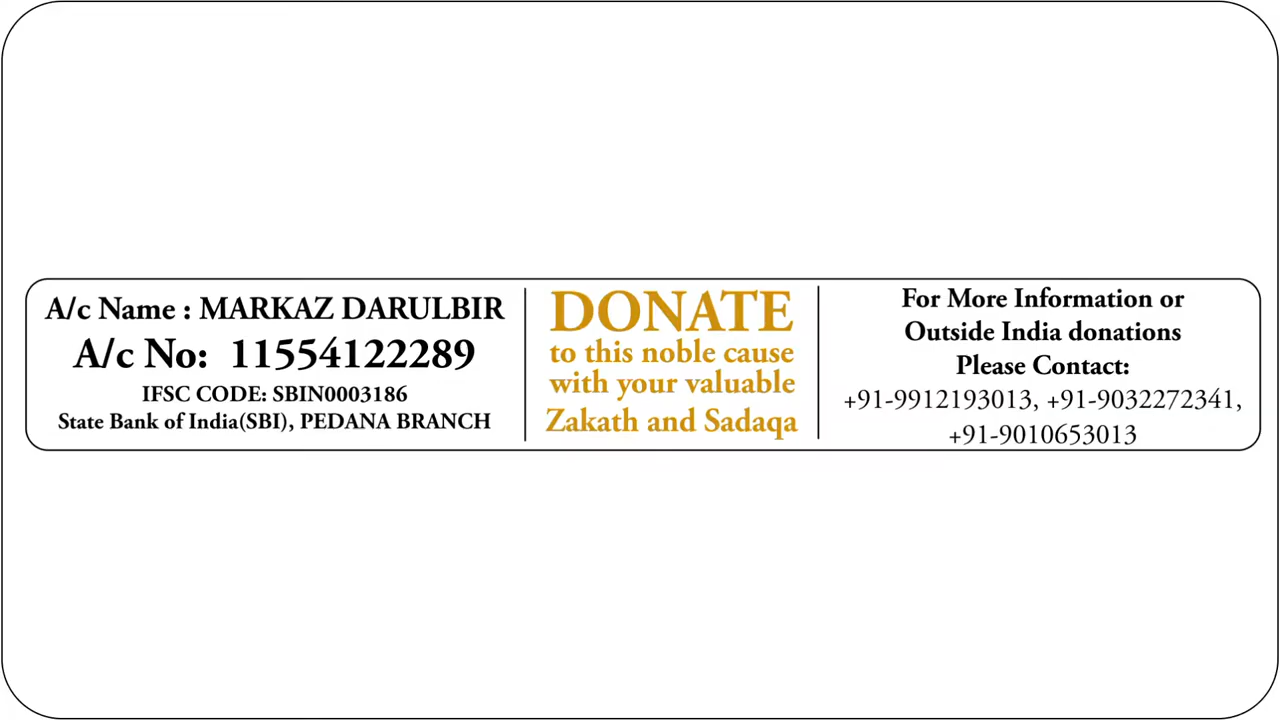 A/c Name : MARKAZ DARULBIR
A/c No: 11554122289
IFSC CODE: SBIN0003186
State Bank of India(SBI), PEDANA BRANCH
DONATE
to this noble cause
with your valuable
Zakath and Sadaqa
For More Information or
Outside India donations
Please Contact:
+91-9912193013, +91-9032272341,
+91-9010653013